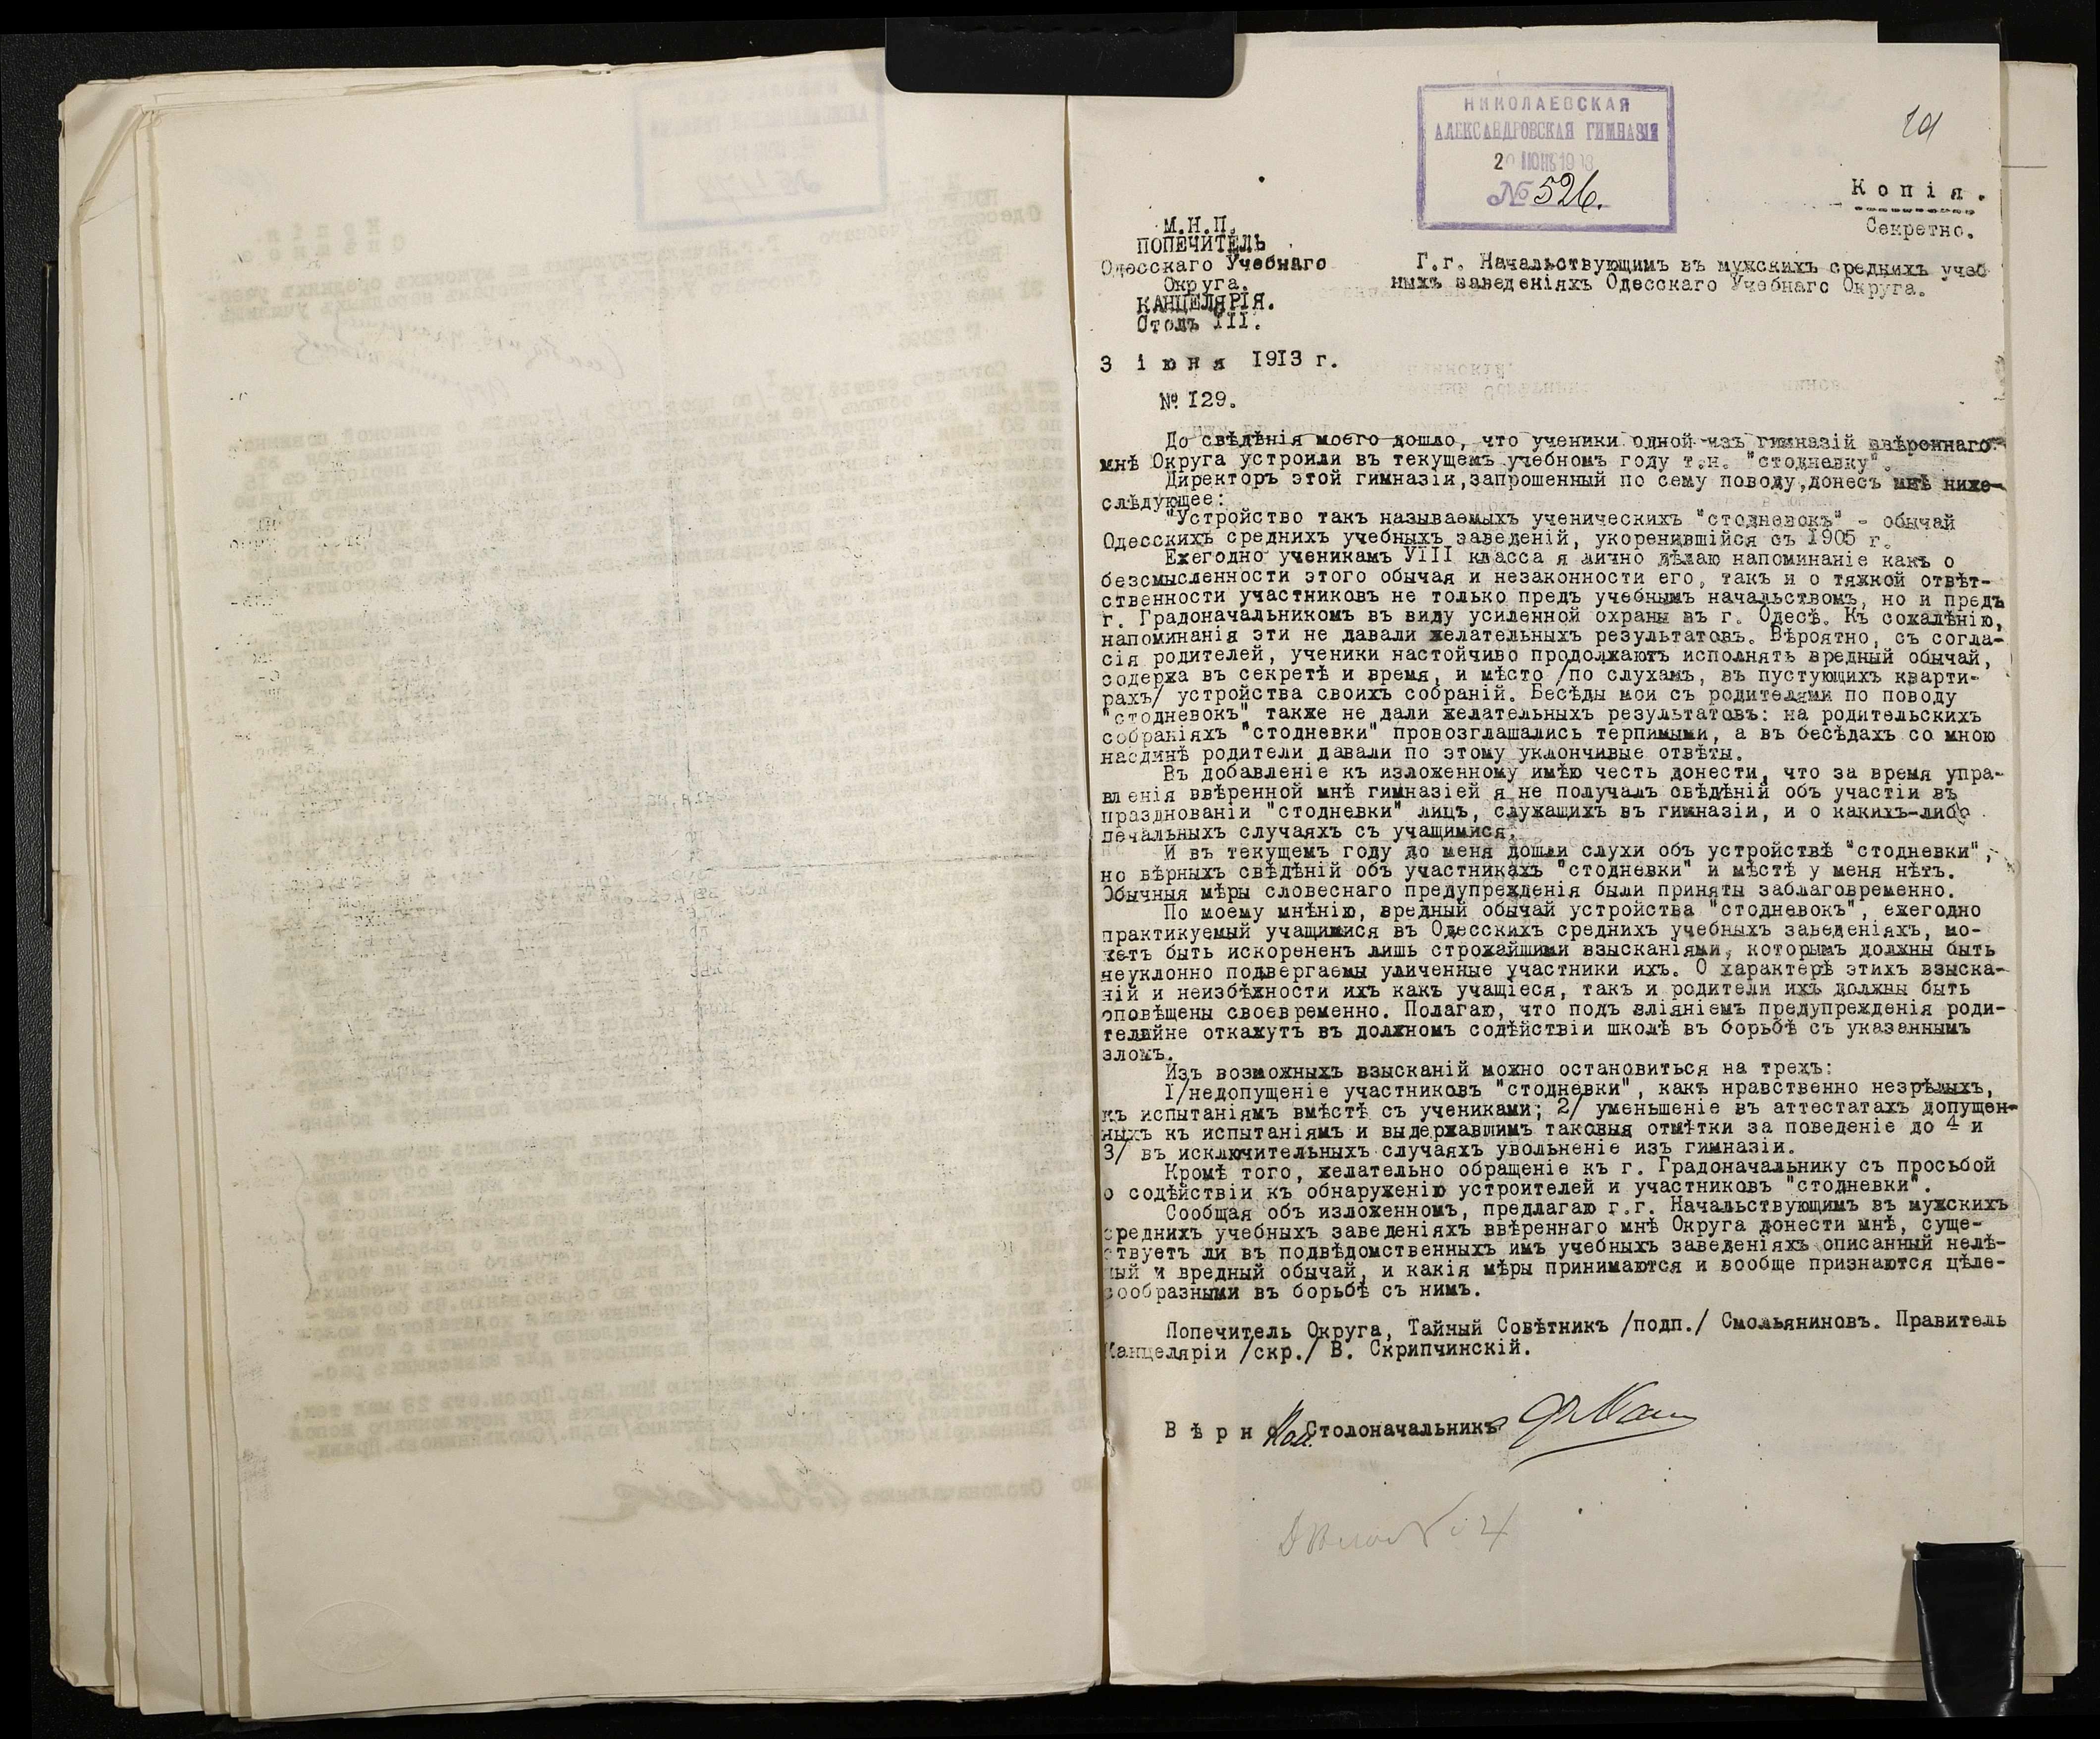 НИКОЛАЕВСКАЯ
АЛЕКСАНДРОВСКАЯ ГИМНАЗІЯ
№ 526.
Копія.
Секретно.
М.Н.П.
ПОПЕЧИТЕЛЬ
Одесскаго Учебнаго
Округа.
КАНЦЕЛЯРІЯ.
Столъ III.
3 іюня 1913 г.
№ 129.
Г.г. Начальствующимъ въ мужскихъ среднихъ учеб
ныхъ заведеніяхъ Одесскаго Учебнаго Округа.
До свѣдѣнія моего дошло, что ученики одной изъ гимназій ввѣреннаго
мнѣ Округа устроили въ текущемъ учебномъ году т.н. "стодневку".
Директоръ этой гимназіи,запрошенный по сему поводу,донесъ мнѣ ниже-
слѣдующее:
"Устройство такъ называемыхъ ученическихъ "стодневокъ" - обычай
Одесскихъ среднихъ учебныхъ заведеній, укоренившійся съ 1905 г.
Ежегодно ученикамъ УIII класса я лично дѣлаю напоминаніе какъ о
безсмысленности этого обычая и незаконности его, такъ и о тяжкой отвѣт-
ственности участниковъ не только предъ учебнымъ начальствомъ, но и предъ
г. Градоначальникомъ въ виду усиленной охраны въ г. Одесѣ. Къ сожалѣнію,
напоминанія эти не давали желательныхъ результатовъ. Вѣроятно, съ согла-
сія родителей, ученики настойчиво продолжаютъ исполнять вредный обычай,
содержа въ секретѣ и время, и мѣсто /по слухамъ, въ пустующихъ кварти-
рахъ/ устройства своихъ собраній. Бесѣды мои съ родителями по поводу
"стодневокъ" также не дали желательныхъ результатовъ: на родительскихъ
собраніяхъ "стодневки" провозглашались терпимыми, а въ бесѣдахъ со мною
наединѣ родители давали по этому уклончивые отвѣты.
Въ добавленіе къ изложенному имѣю честь донести, что за время упра-
вленія ввѣренной мнѣ гимназіей я не получалъ свѣдѣній объ участіи въ
празднованіи "стодневки" лицъ, служащихъ въ гимназіи, и о какихъ-либо
печальныхъ случаяхъ съ учащимися.
И въ текущемъ году до меня дошли слухи объ устройствѣ "стодневки",
но вѣрныхъ свѣдѣній объ участникахъ "стодневки" и мѣстѣ у меня нѣтъ.
Обычныя мѣры словеснаго предупрежденія были приняты заблаговременно.
По моему мнѣнію, вредный обычай устройства "стодневокъ", ежегодно
практикуемый учащимися въ Одесскихъ среднихъ учебныхъ заведеніяхъ, мо-
жетъ быть искорененъ лишь строжайшими взысканіями, которымъ должны быть
неуклонно подвергаемы уличенные участники ихъ. О характерѣ этихъ взыска-
ній и неизбѣжности ихъ какъ учащіеся, такъ и родители ихъ должны быть
оповѣщены своевременно. Полагаю, что подъ вліяніемъ предупрежденія роди-
телийне откажутъ въ должномъ содѣйствіи школѣ въ борьбѣ съ указаннымъ
зломъ.
Изъ возможныхъ взысканій можно остановиться на трехъ:
1/недопущеніе участниковъ "стодневки", какъ нравственно незрѣлыхъ,
къ испытаніямъ вмѣстѣ съ учениками; 2/ уменьшеніе въ аттестатахъ допущен-
ныхъ къ испытаніямъ и выдержавшимъ таковыя отмѣтки за поведеніе до 4 и
3/ въ исключительныхъ случаяхъ увольненіе изъ гимназіи.
Кромѣ того, желательно обращеніе къ г. Градоначальнику съ просьбой
о содѣйствіи къ обнаруженію устроителей и участниковъ "стодневки".
Сообщая объ изложенномъ, предлагаю г.г. Начальствующимъ въ мужскихъ
среднихъ учебныхъ заведеніяхъ ввѣреннаго мнѣ Округа донести мнѣ, суще-
ствуетъ ли въ подвѣдомственныхъ имъ учебныхъ заведеніяхъ описанный нелѣ-
пый и вредный обычай, и какія мѣры принимаются и вообще признаются цѣле-
сообразными въ борьбѣ съ нимъ.
Попечитель Округа, Тайный Совѣтникъ /подп./ Смольяниновъ. Правитель
Канцеляріи /скр./ В. Скрипчинскій.
Вѣрно Столоначальникъ